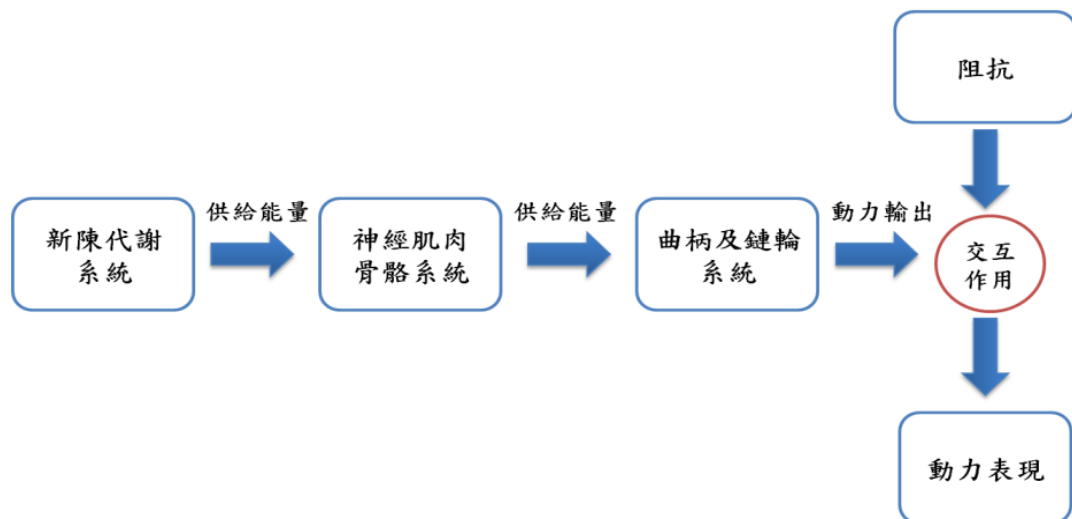 阻抗
供給能量
供給能量
動力輸出
新陳代謝
系統
神經肌肉
骨骼系統
曲柄及鏈輪
系統
交互
作用
動力表現